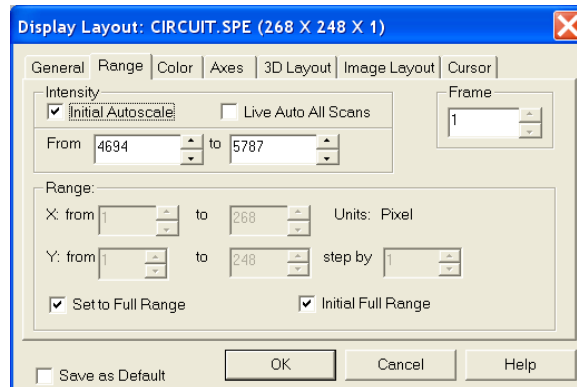 Display Layout: CIRCUIT.SPE (268 X 248 X 1)
General Range Color Axes 3D Layout Image Layout Cursor
Intensity
Initial Autoscale Live Auto All Scans
From 4694 to 5787
Frame
1
Range:
X: from 1 to 268 Units: Pixel
Y: from 1 to 248 step by 1
Set to Full Range Initial Full Range
Save as Default OK Cancel Help